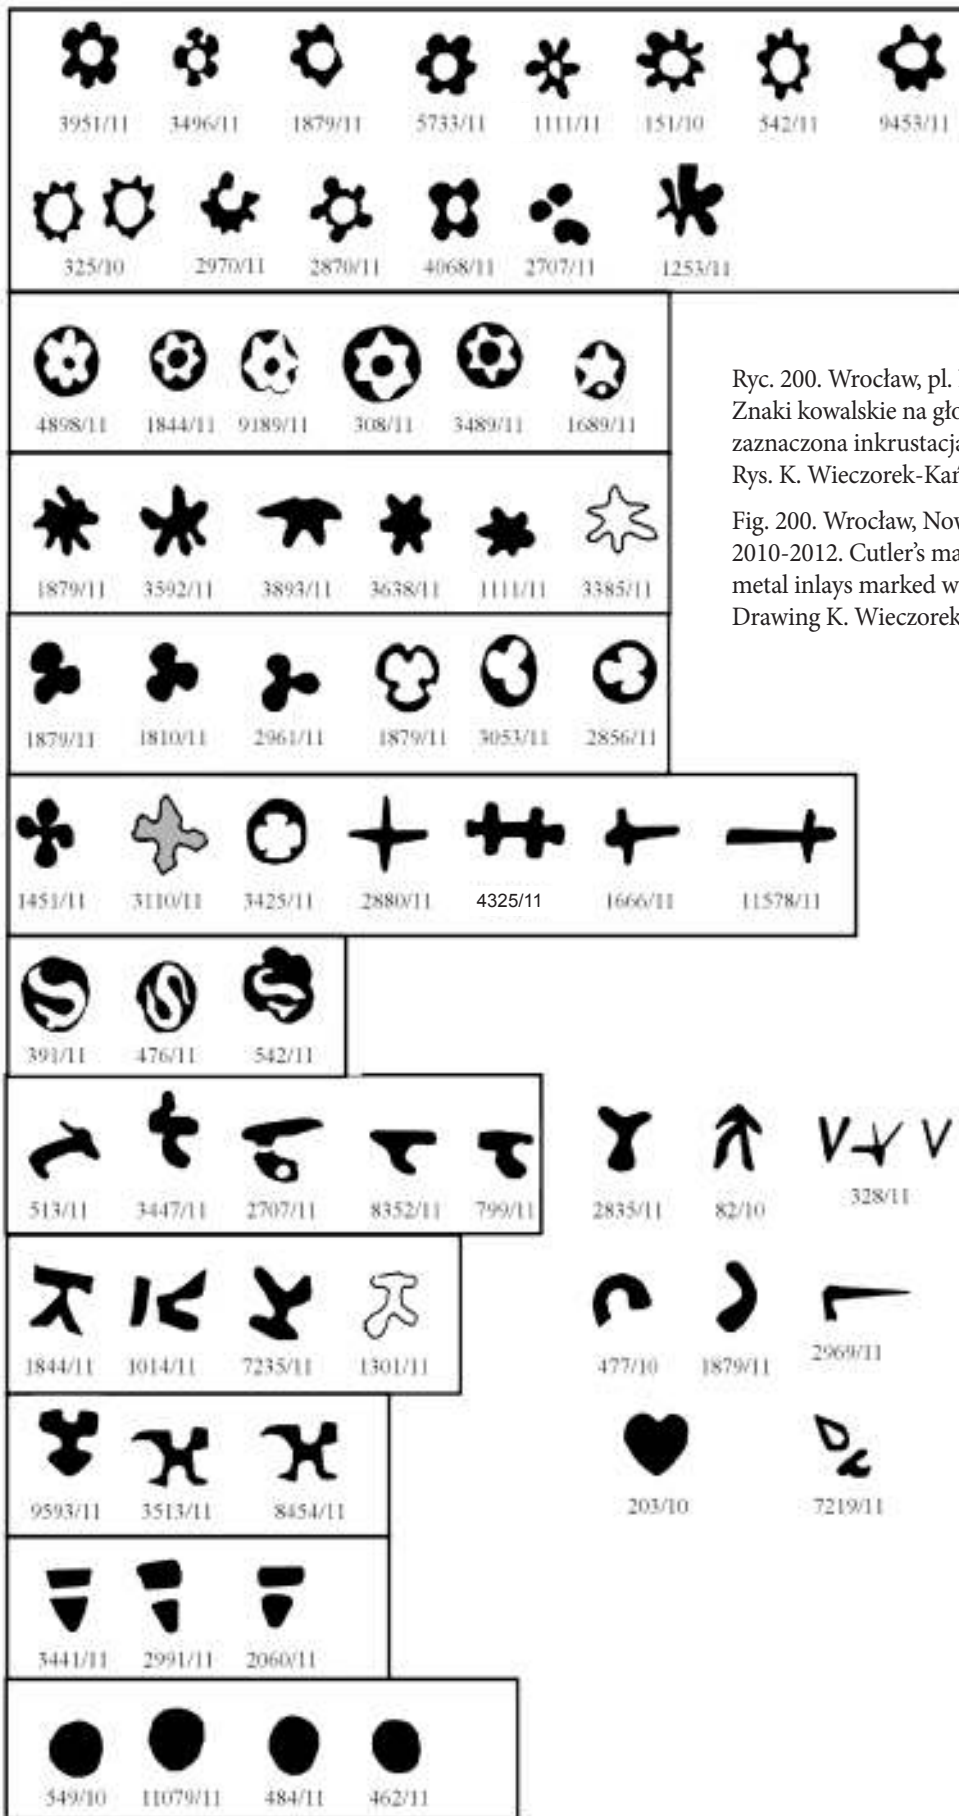 3951/11 3496/11 1879/11 5733/11 1111/11 151/10 542/11 9453/11
325/10 2970/11 2870/11 4068/11 2707/11 1253/11
4898/11 1844/11 9189/11 308/11 3489/11 1689/11
Ryc. 200. Wrocław, pl.
Znaki kowalskie na
zaznaczona
Rys. K.
Fig. 200. Wrocław,
2010-2012. Cutler’s
metal inlays marked
Drawing K.
1879/11 3592/11 3893/11 3638/11 1111/11 3385/11
1879/11 1810/11 2961/11 1879/11 3053/11 2856/11
1451/11 3110/11 3425/11 2880/11 4325/11 1666/11 11578/11
391/11 476/11 542/11
513/11 3447/11 2707/11 8352/11 799/11 2835/11 82/10 328/11
1844/11 1014/11 7235/11 1301/11 477/10 1879/11 2969/11
9593/11 3513/11 8454/11 203/10 7219/11
3441/11 2991/11 2060/11
549/10 11079/11 484/11 462/11